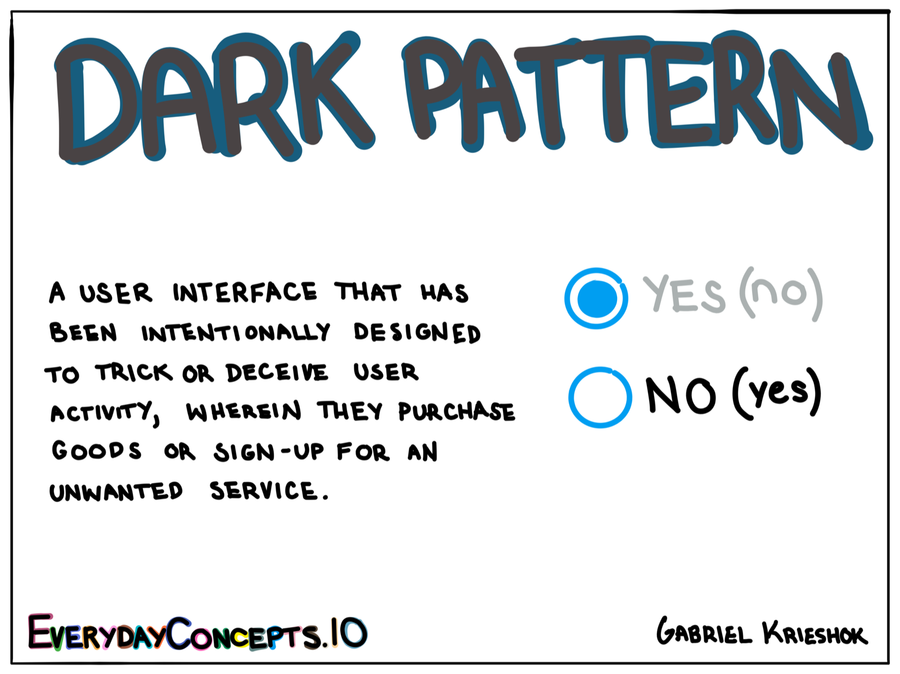 DARK PATTERN
A USER INTERFACE THAT HAS
BEEN INTENTIONALLY DESIGNED
TO TRICK OR DECEIVE USER
ACTIVITY, WHEREIN THEY PURCHASE
GOODS OR SIGN-UP FOR AN
UNWANTED SERVICE.
YES (no)
NO (yes)
EVERYDAYCONCEPTS.IO
GABRIEL KRIESHOK